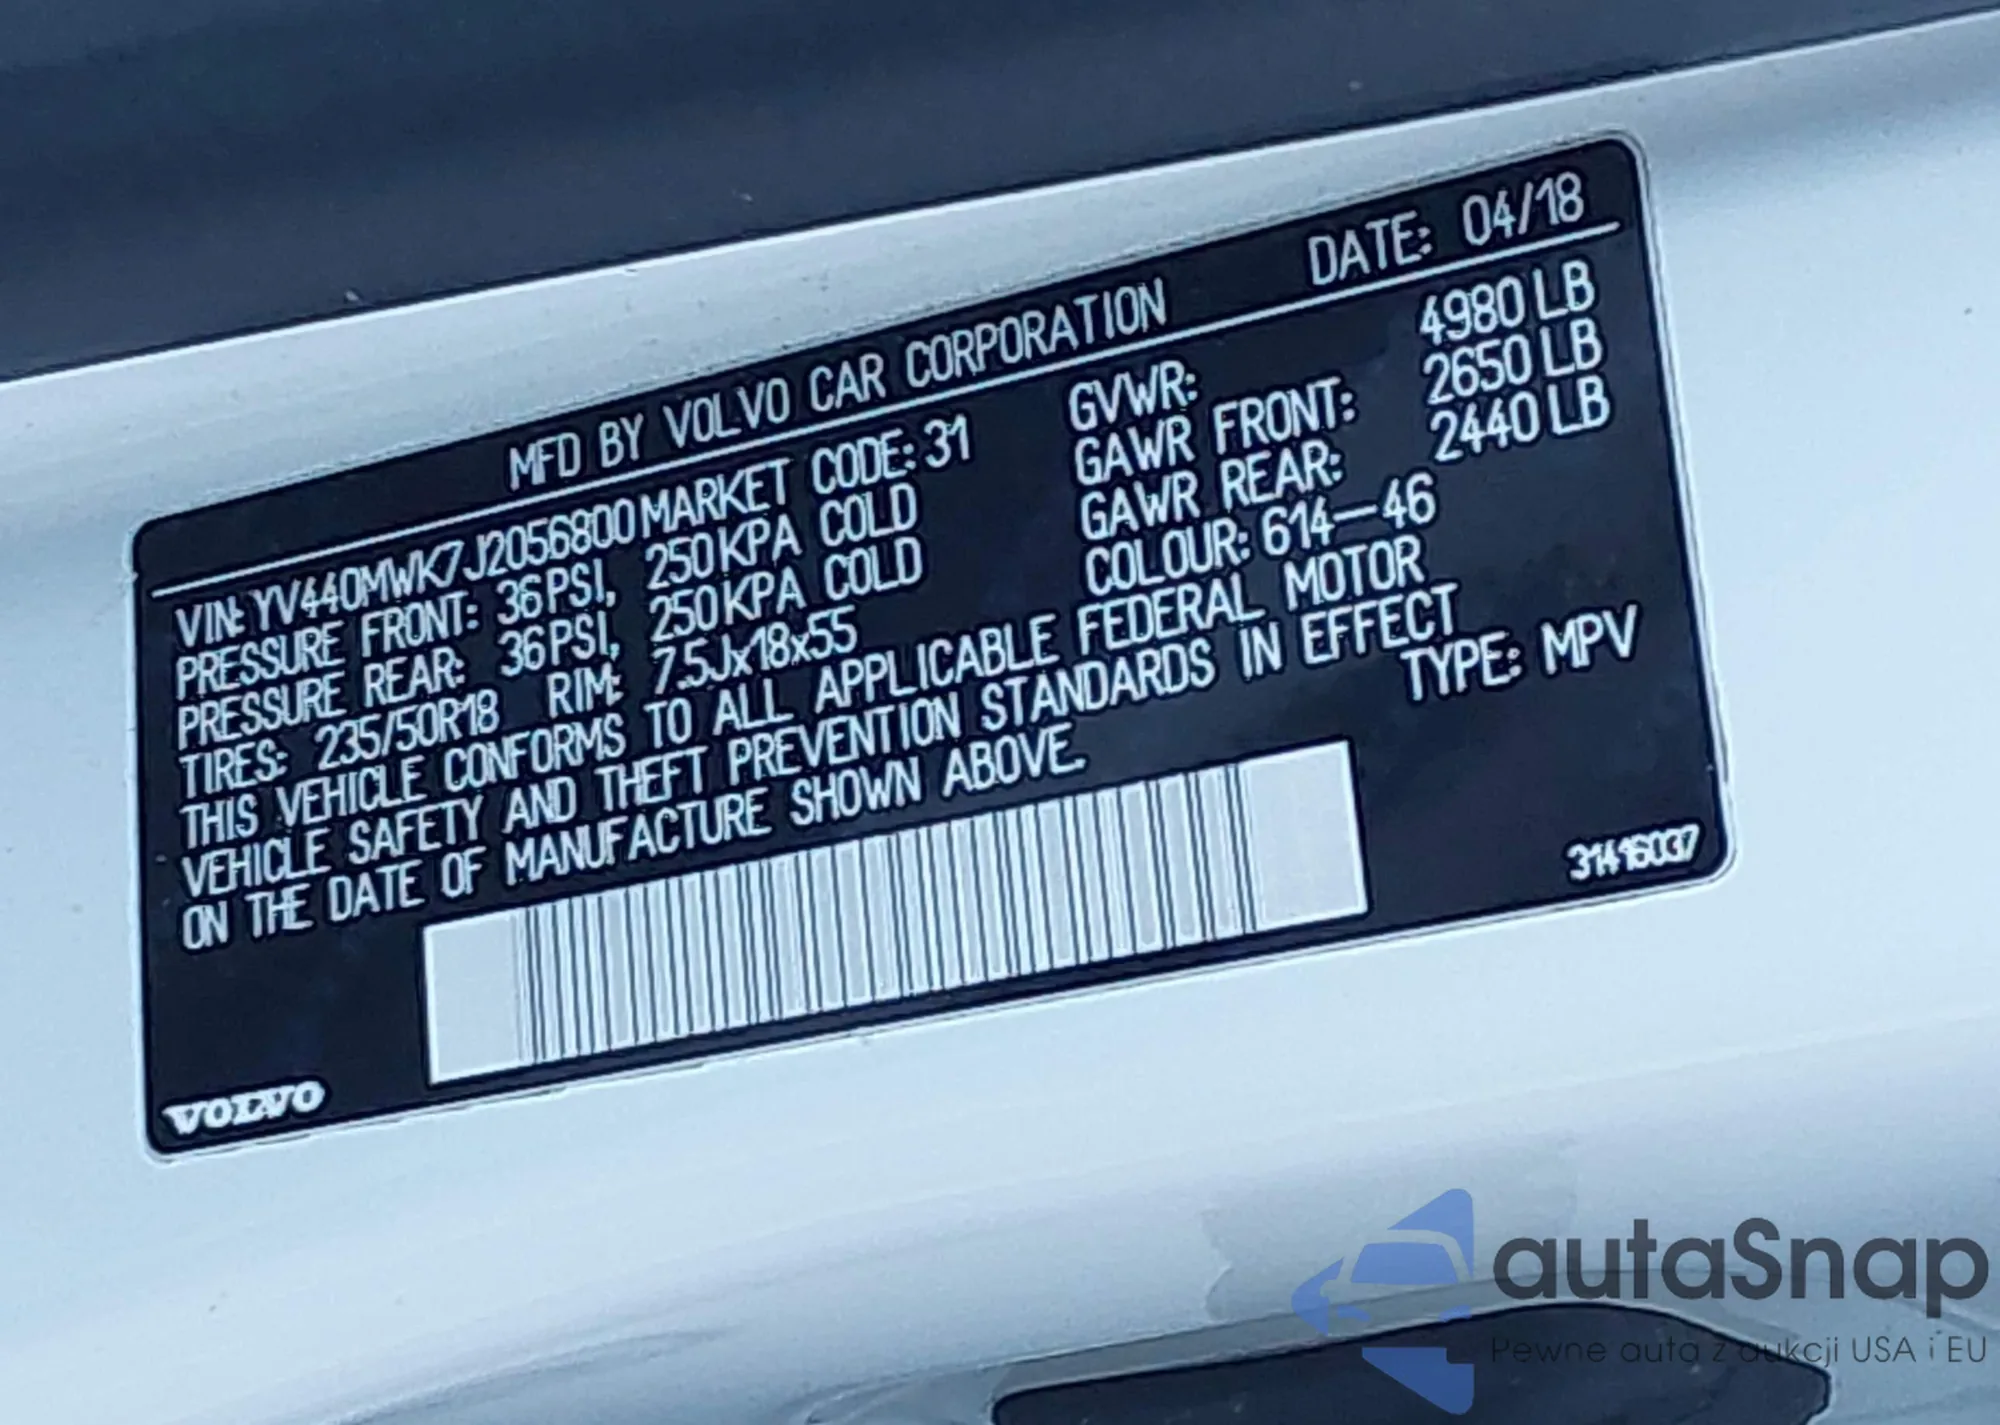 MFD BY VOLVO CAR CORPORATION DATE: 04/18
VIN: YV440MWK7J2056800 MARKET CODE: 31 GVWR: 4980 LB
PRESSURE FRONT: 36 PSI, 250 KPA COLD GAWR FRONT: 2650 LB
PRESSURE REAR: 36 PSI, 250 KPA COLD GAWR REAR: 2440 LB
TIRES: 235/50R18 RIM: 7.5Jx18x55 COLOUR: 614-46
THIS VEHICLE CONFORMS TO ALL APPLICABLE FEDERAL MOTOR
VEHICLE SAFETY AND THEFT PREVENTION STANDARDS IN EFFECT
ON THE DATE OF MANUFACTURE SHOWN ABOVE. TYPE: MPV
31416037
VOLVO
autaSnap
Pewne auta z aukcji USA i EU